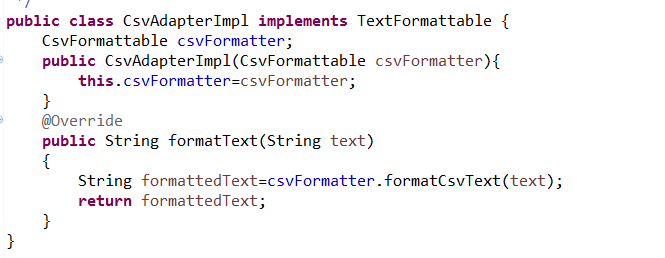 */
public class CsvAdapterImpl implements TextFormattable {
    CsvFormattable csvFormatter;
    public CsvAdapterImpl(CsvFormattable csvFormatter){
        this.csvFormatter=csvFormatter;
    }
    @Override
    public String formatText(String text)
    {
        String formattedText=csvFormatter.formatCsvText(text);
        return formattedText;
    }
}